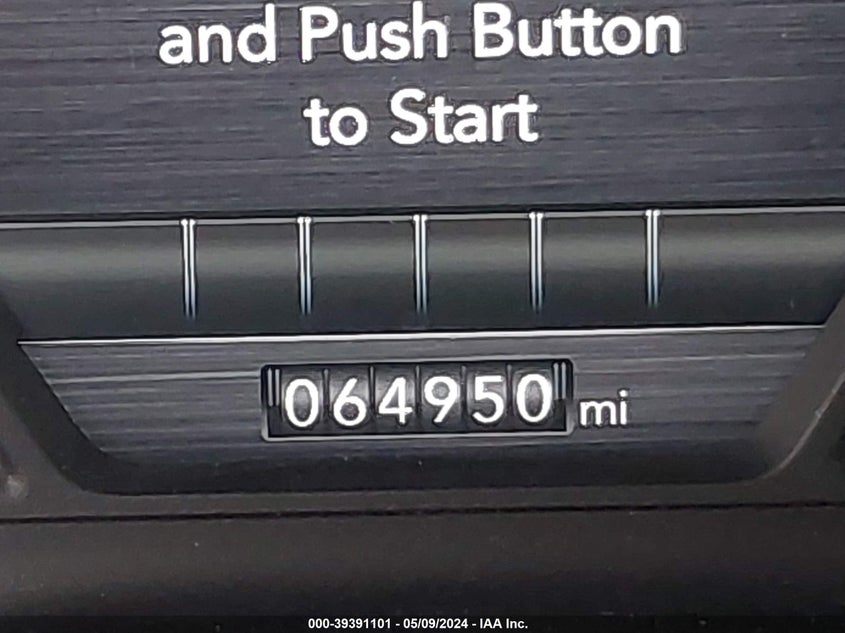 and Push Button
to Start
064950 mi
000-39391101 - 05/09/2024 - IAA Inc.